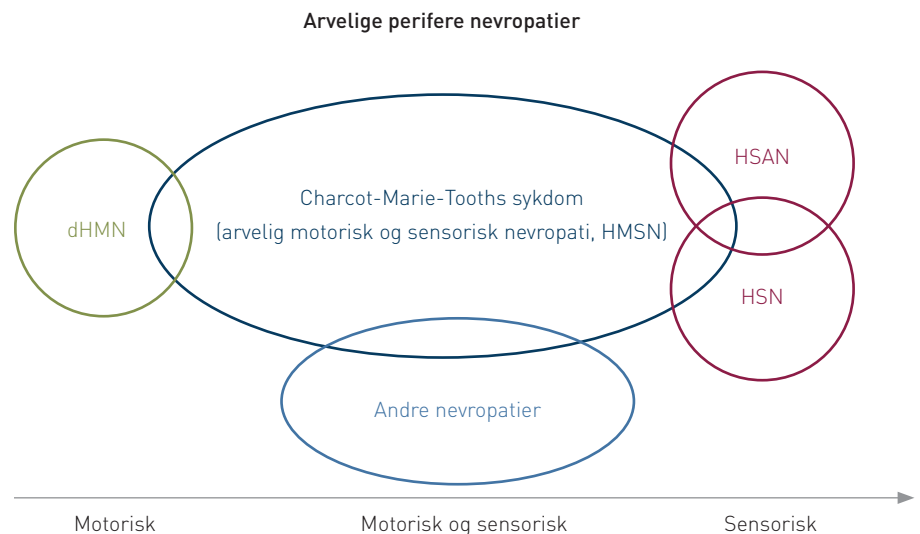 Arvelige perifere nevropatier
HSAN
Charcot-Marie-Tooths sykdom
dHMN
(arvelig motorisk og sensorisk nevropati, HMSN)
HSN
Andre nevropatier
Motorisk
Motorisk og sensorisk
Sensorisk